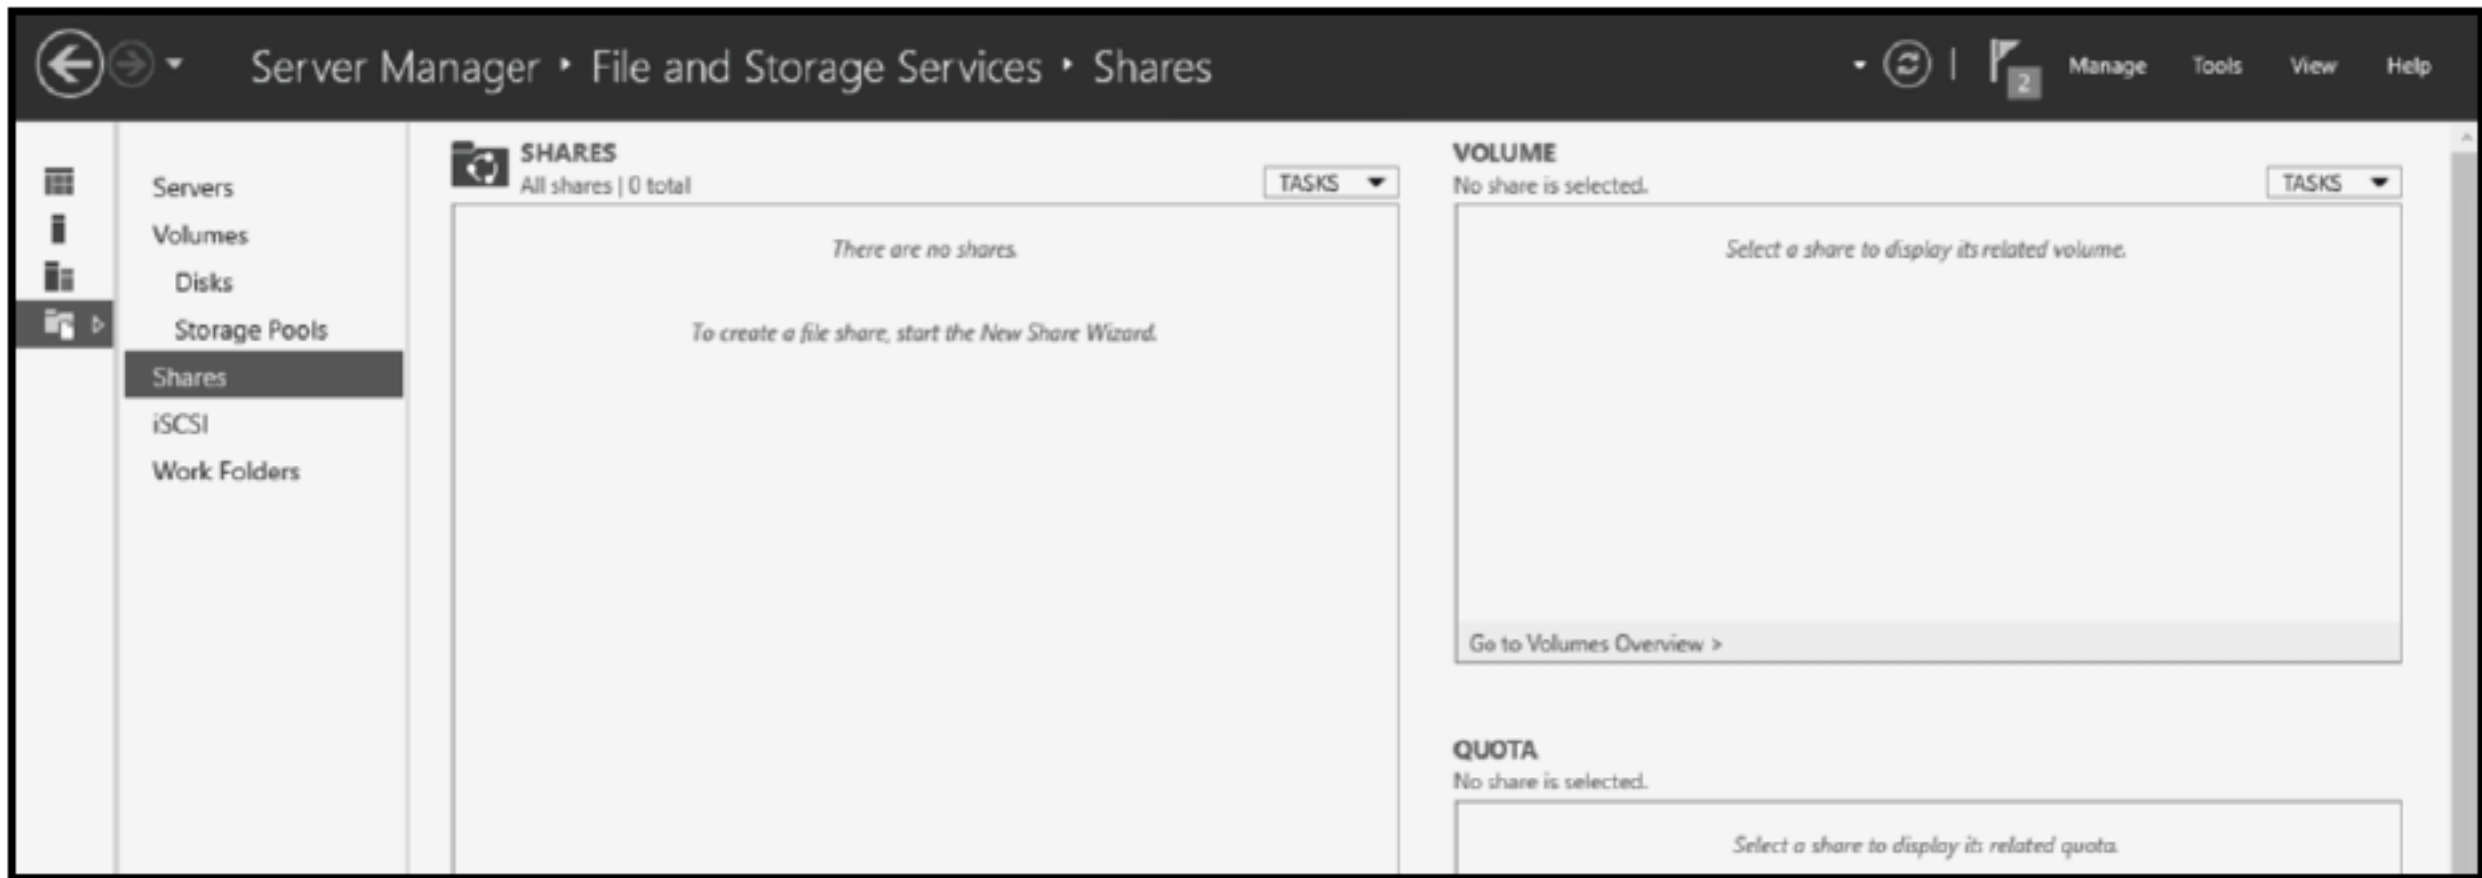 Server Manager ‣ File and Storage Services ‣ Shares
2
Manage
Tools
View
Help
Servers
Volumes
Disks
Storage Pools
Shares
iSCSI
Work Folders
SHARES
All shares | 0 total
TASKS
There are no shares.
To create a file share, start the New Share Wizard.
VOLUME
No share is selected.
TASKS
Select a share to display its related volume.
Go to Volumes Overview >
QUOTA
No share is selected.
Select a share to display its related quota.